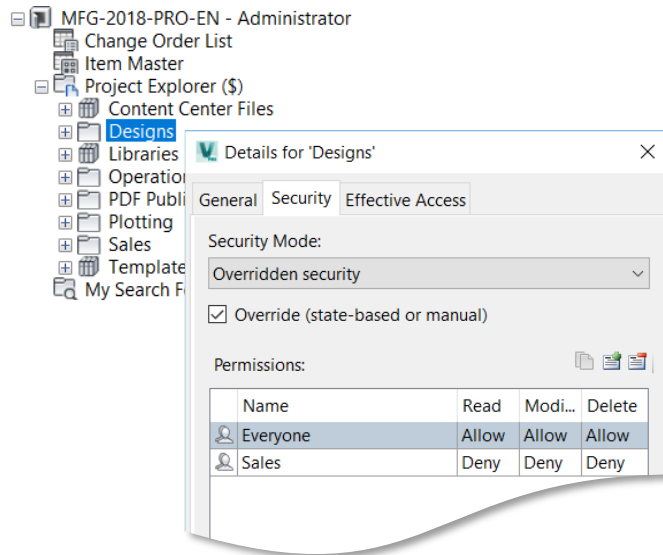 MFG-2018-PRO-EN - Administrator
Change Order List
Item Master
Project Explorer ($)
Content Center Files
Designs
Libraries
Operation
PDF Publi
Plotting
Sales
Template
My Search F
Details for 'Designs'
General Security Effective Access
Security Mode:
Overridden security
Override (state-based or manual)
Permissions:
Name Read Modi... Delete
Everyone Allow Allow Allow
Sales Deny Deny Deny